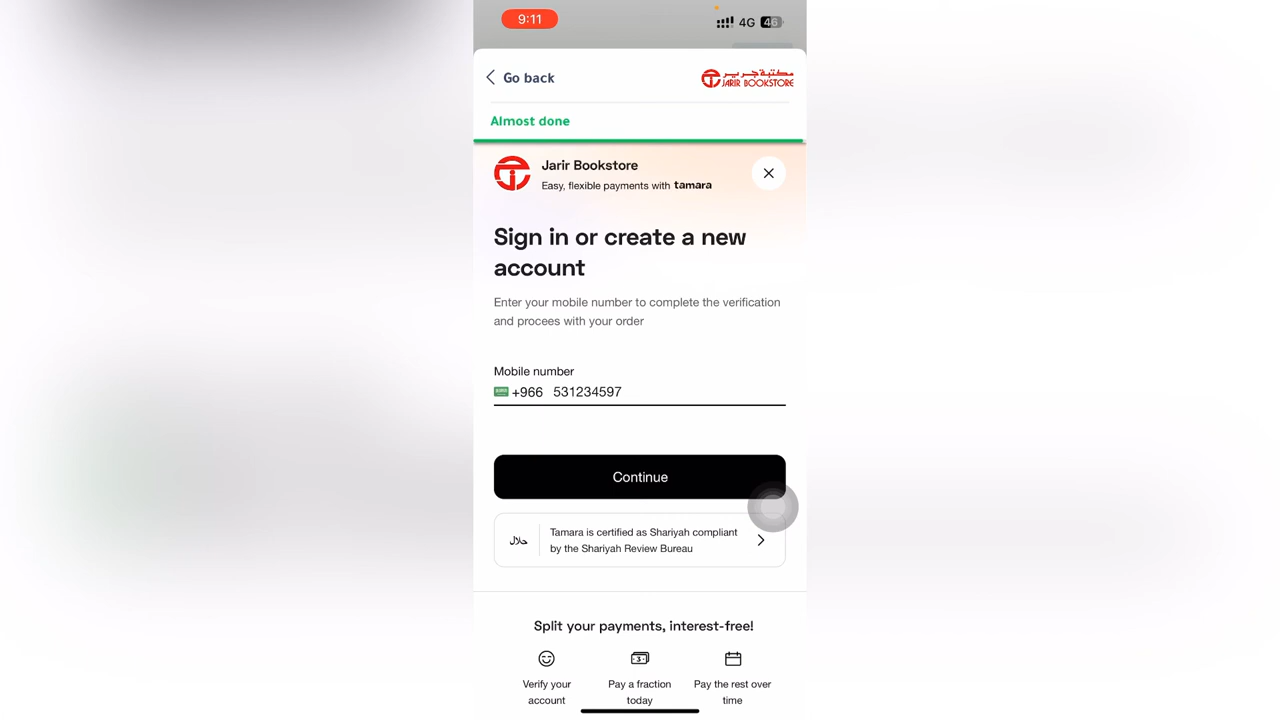 9:11
4G 46
Go back
مكتبة جرير
JARIR BOOKSTORE
Almost done
Jarir Bookstore
Easy, flexible payments with tamara
Sign in or create a new
account
Enter your mobile number to complete the verification
and procees with your order
Mobile number
+966 531234597
Continue
حلال
Tamara is certified as Shariyah compliant
by the Shariyah Review Bureau
Split your payments, interest-free!
Verify your
account
Pay a fraction
today
Pay the rest over
time